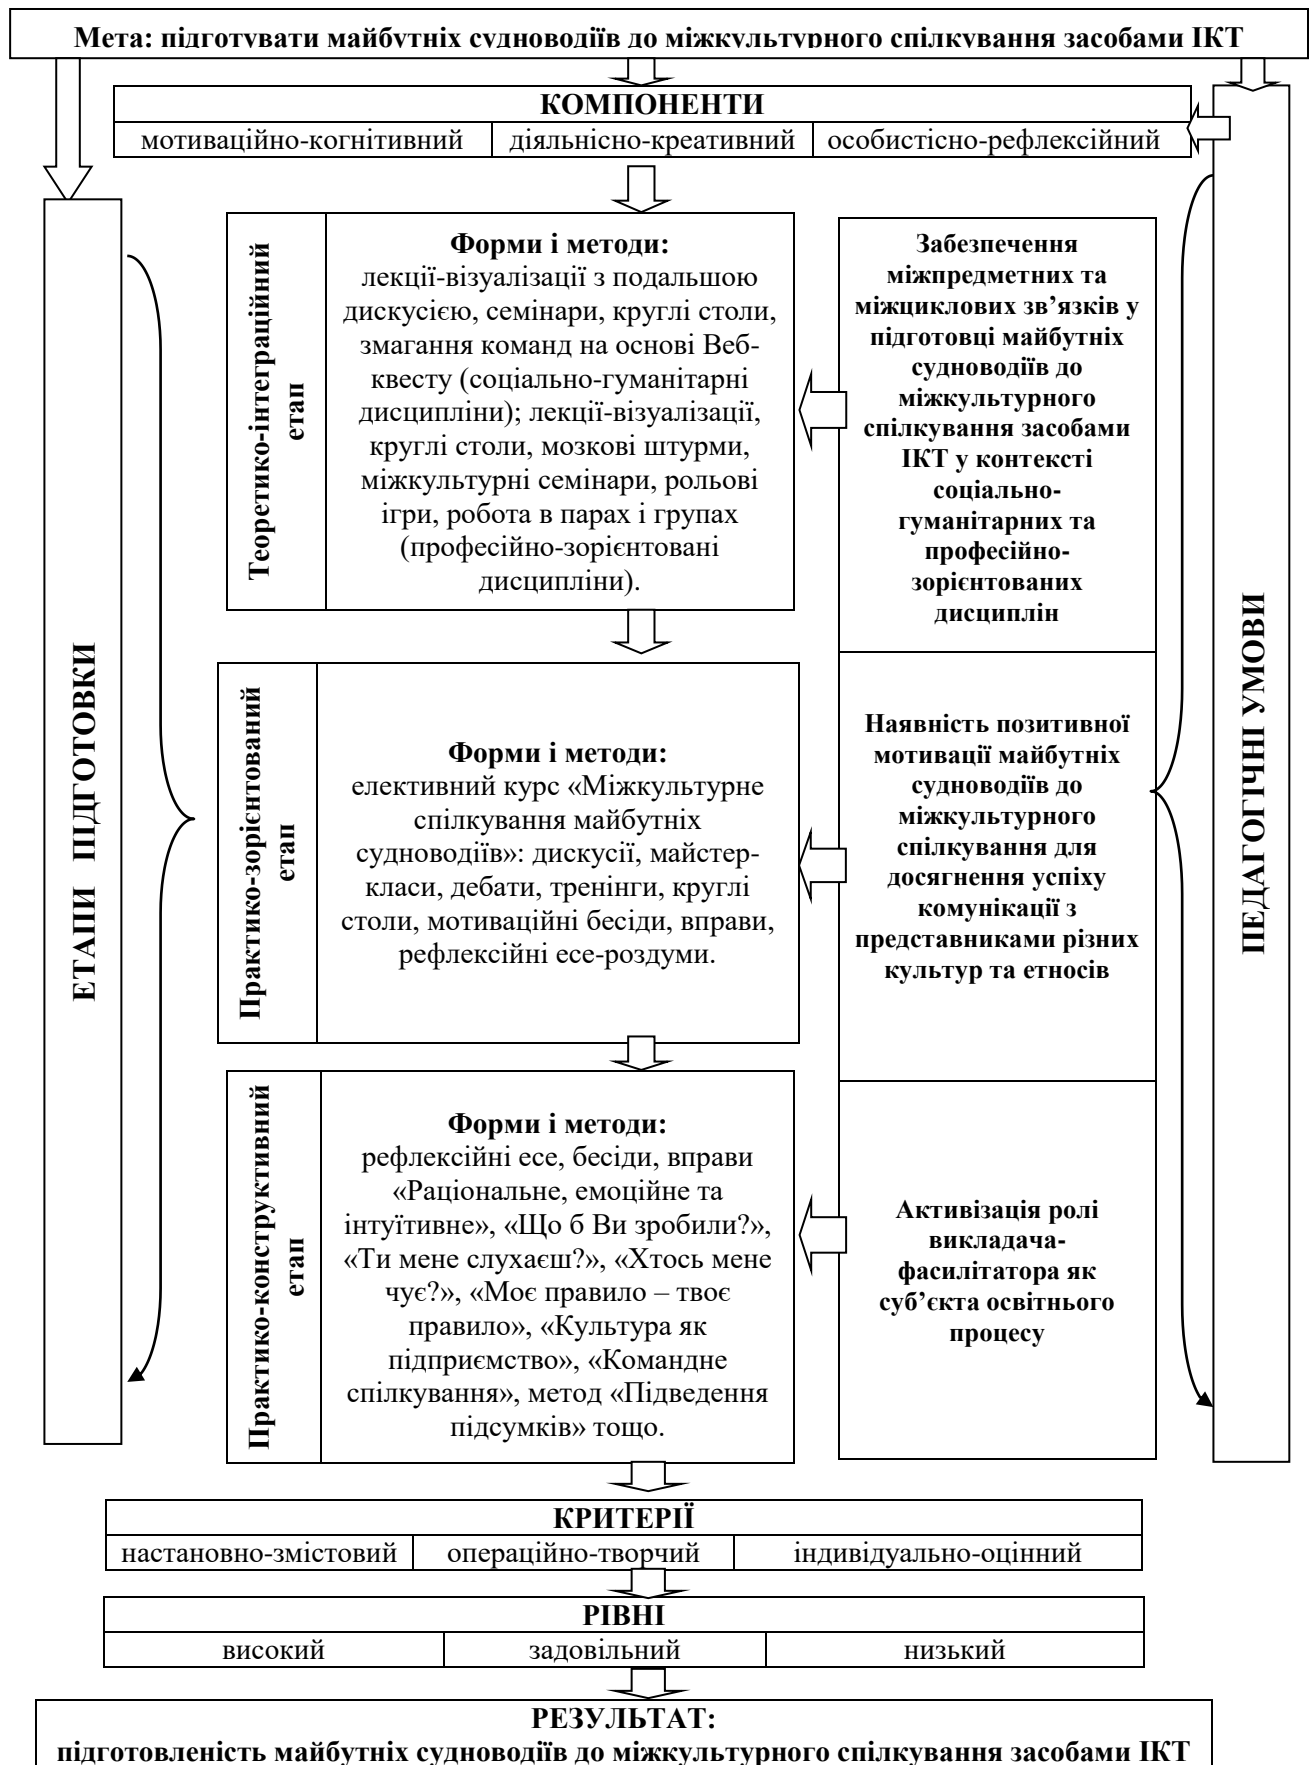 Мета: підготувати майбутніх судноводіїв до міжкультурного спілкування засобами ІКТ
КОМПОНЕНТИ
мотиваційно-когнітивний
діяльнісно-креативний
особистісно-рефлексійний
ЕТАПИ ПІДГОТОВКИ
Теоретико-інтеграційний
етап
Форми і методи:
лекції-візуалізації з подальшою
дискусією, семінари, круглі столи,
змагання команд на основі Веб-
квесту (соціально-гуманітарні
дисципліни); лекції-візуалізації,
круглі столи, мозкові штурми,
міжкультурні семінари, рольові
ігри, робота в парах і групах
(професійно-зорієнтовані
дисципліни).
Забезпечення
міжпредметних та
міжциклових зв’язків у
підготовці майбутніх
судноводіїв до
міжкультурного
спілкування засобами
ІКТ у контексті
соціально-
гуманітарних та
професійно-
зорієнтованих
дисциплін
Практико-зорієнтований
етап
Форми і методи:
елективний курс «Міжкультурне
спілкування майбутніх
судноводіїв»: дискусії, майстер-
класи, дебати, тренінги, круглі
столи, мотиваційні бесіди, вправи,
рефлексійні есе-роздуми.
Наявність позитивної
мотивації майбутніх
судноводіїв до
міжкультурного
спілкування для
досягнення успіху
комунікації з
представниками різних
культур та етносів
Практико-конструктивний
етап
Форми і методи:
рефлексійні есе, бесіди, вправи
«Раціональне, емоційне та
інтуїтивне», «Що б Ви зробили?»,
«Ти мене слухаєш?», «Хтось мене
чує?», «Моє правило – твоє
правило», «Культура як
підприємство», «Командне
спілкування», метод «Підведення
підсумків» тощо.
Активізація ролі
викладача-
фасилітатора як
суб’єкта освітнього
процесу
ПЕДАГОГІЧНІ УМОВИ
КРИТЕРІЇ
настановно-змістовий
операційно-творчий
індивідуально-оцінний
РІВНІ
високий
задовільний
низький
РЕЗУЛЬТАТ:
підготовленість майбутніх судноводіїв до міжкультурного спілкування засобами ІКТ